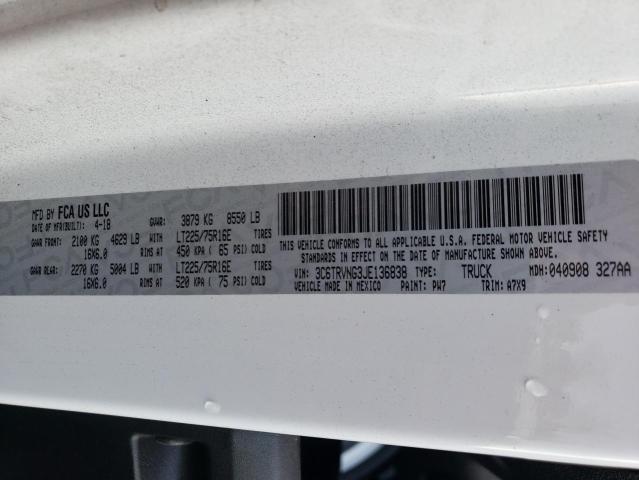 MFD BY FCA US LLC
DATE OF MFR(BUILT): 4-18 GVWR: 3879 KG 8550 LB
FRONT: 2100 KG 4629 LB WITH LT225/75R16E TIRES
16X6.0 RIMS AT 450 KPA ( 65 PSI) COLD
REAR: 2270 KG 5004 LB WITH LT225/75R16E TIRES
16X6.0 RIMS AT 520 KPA ( 75 PSI) COLD
THIS VEHICLE CONFORMS TO ALL APPLICABLE U.S.A. FEDERAL MOTOR VEHICLE SAFETY
STANDARDS IN EFFECT ON THE DATE OF MANUFACTURE SHOWN ABOVE.
VIN: 3C6TRVNG3JE136838 TYPE: TRUCK MDH: 040908 327AA
VEHICLE MADE IN MEXICO PAINT: PW7 TRIM: A7X9